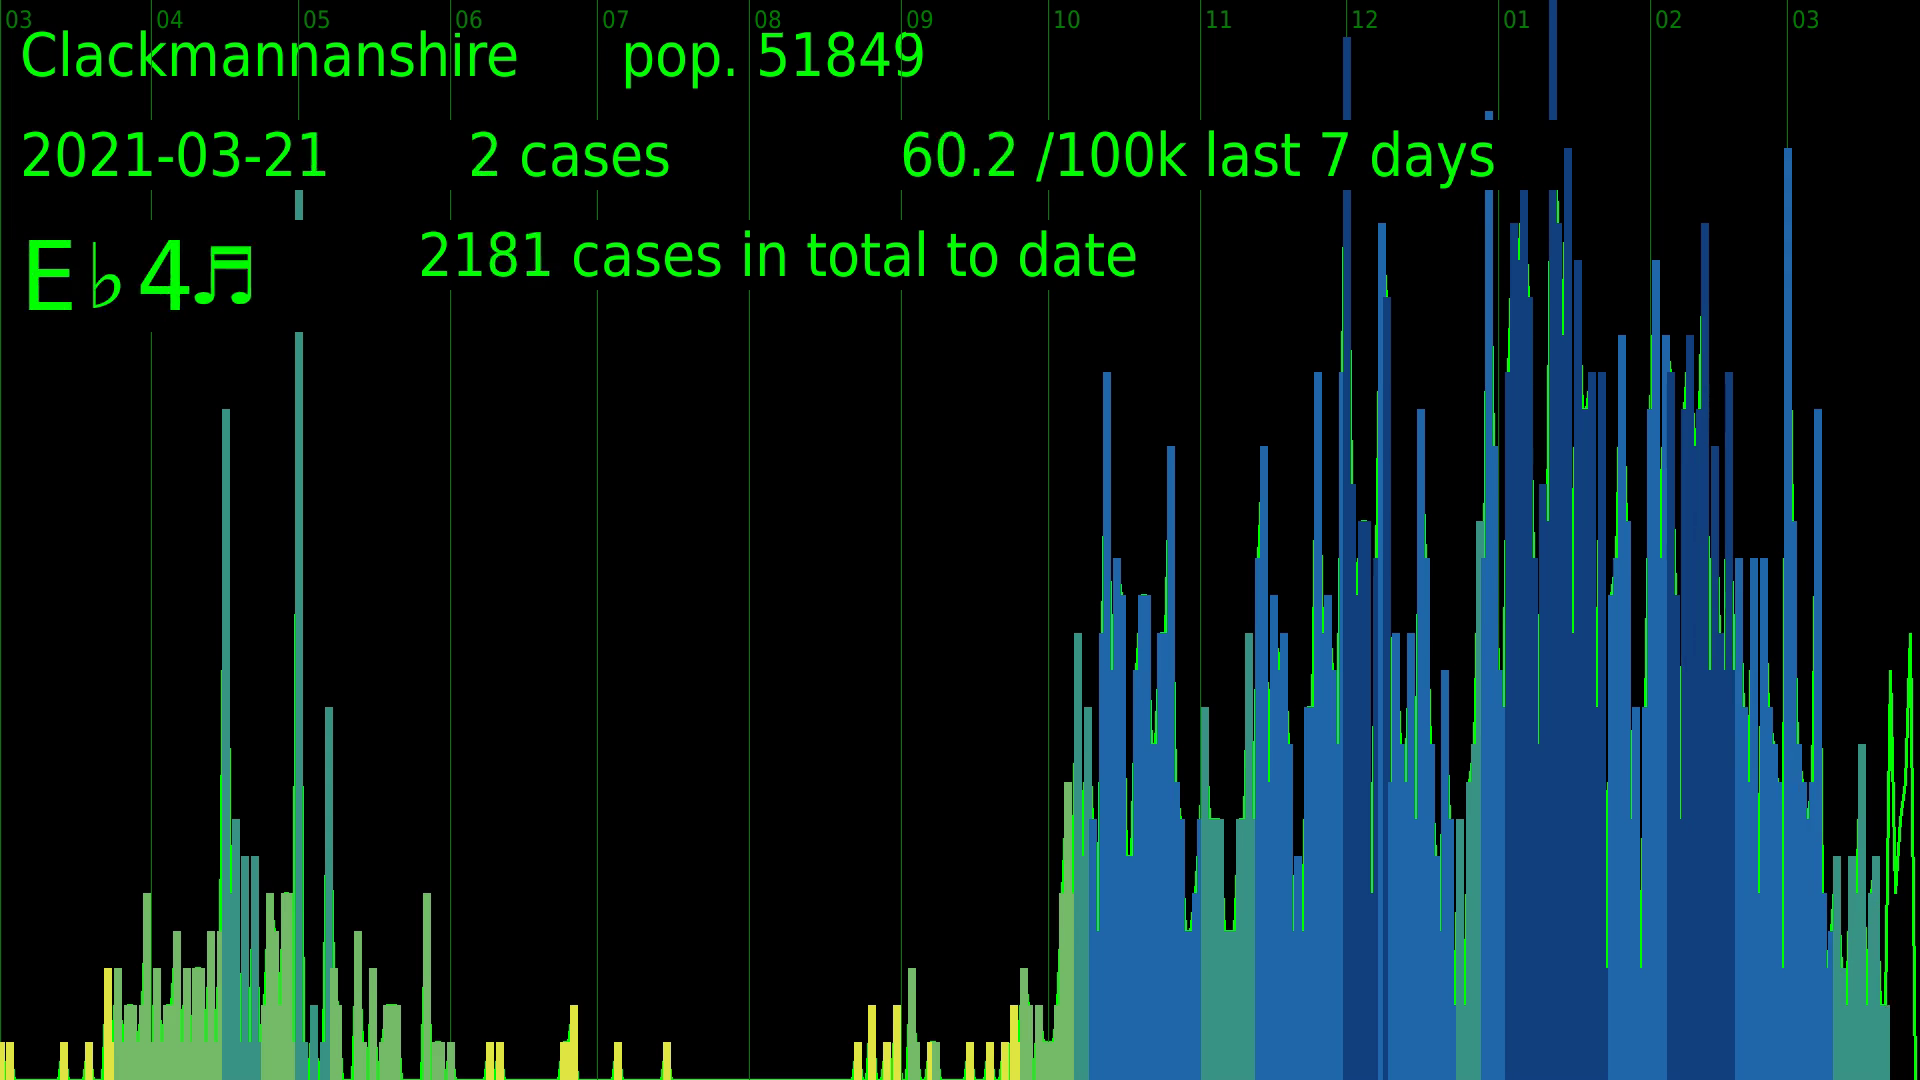 03 04 05 06 07 08 09 10 11 12 01 02 03
Clackmannanshire pop. 51849
2021-03-21 2 cases 60.2 /100k last 7 days
E♭4♬ 2181 cases in total to date